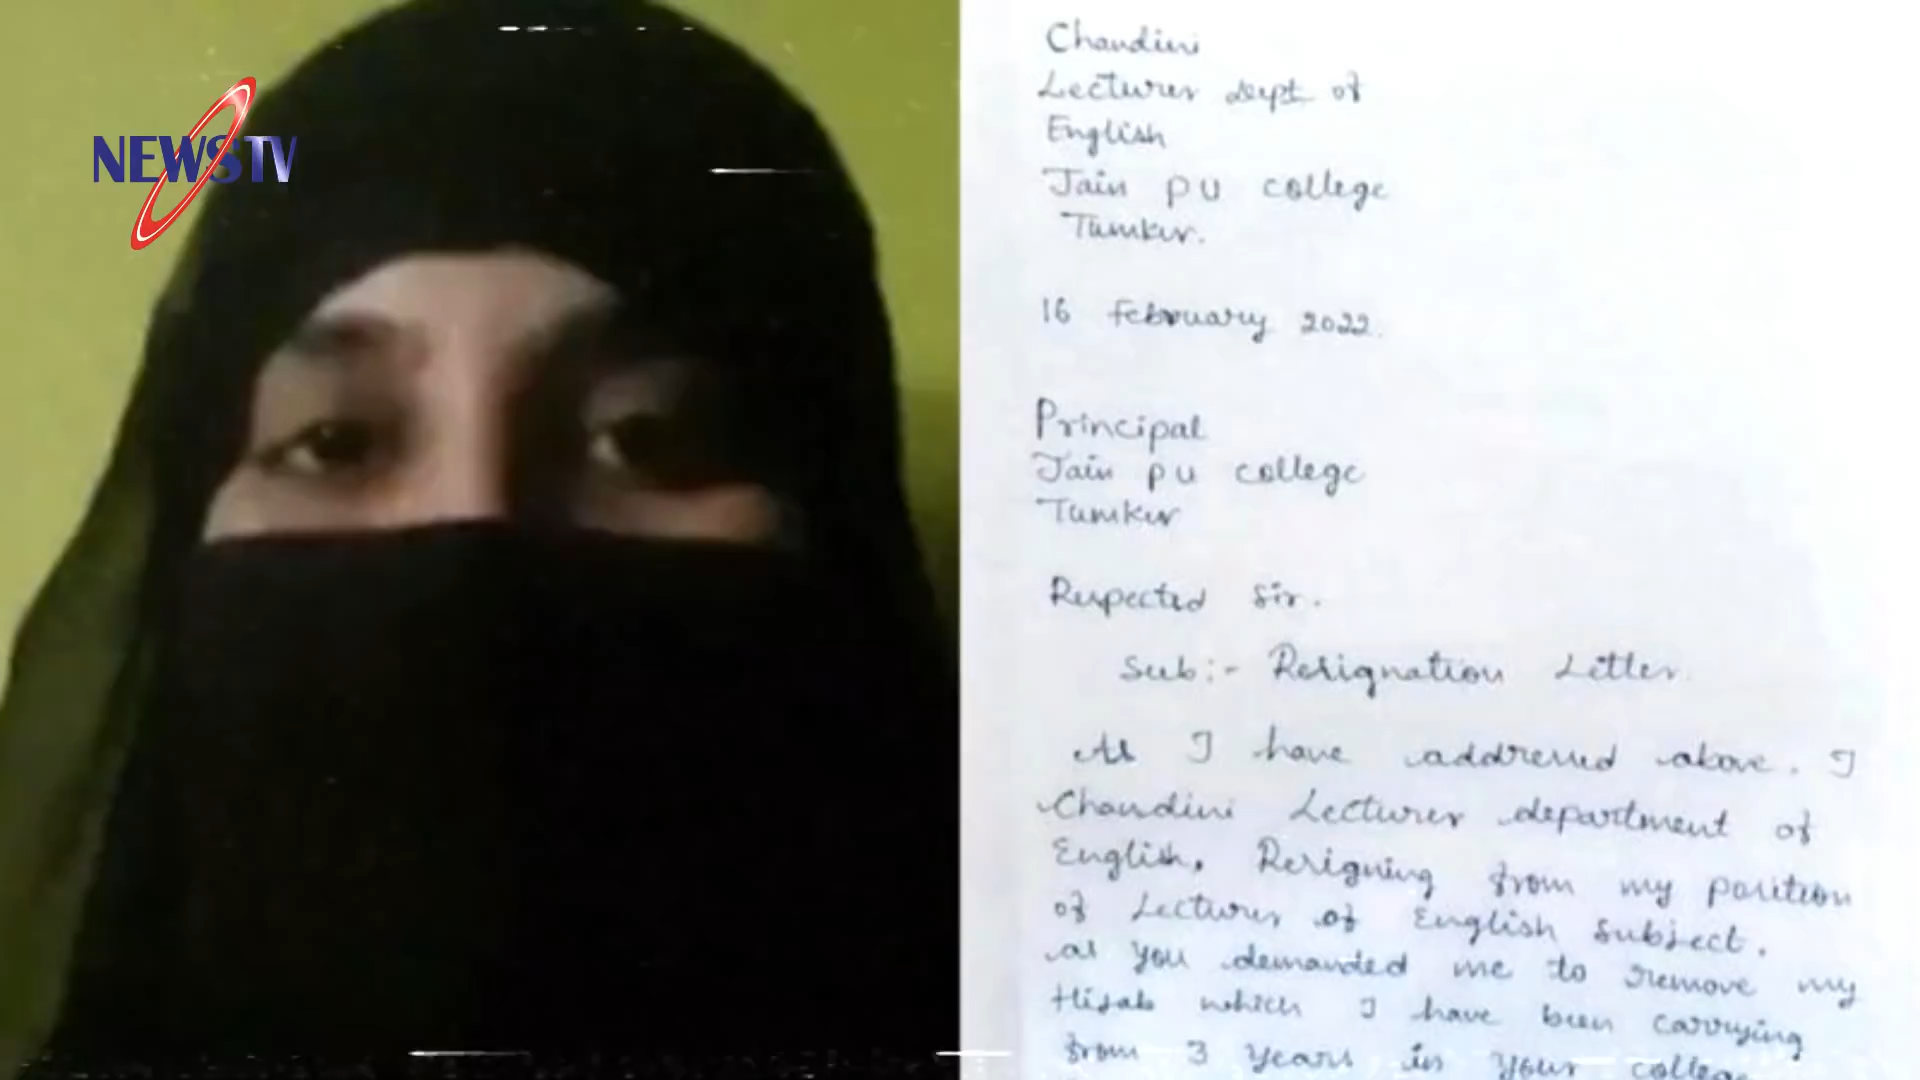 NEWSTV
Chandini
Lecturer dept of
English
Jain PU college
Tumkur.
16 february 2022.
Principal
Jain PU college
Tumkur
Respected Sir.
Sub:- Resignation Letter
As I have addressed above. I
Chandini Lecturer department of
English, Resigning from my position
of Lecturer of English Subject.
as you demanded me to remove my
Hijab which I have been carrying
from 3 years in your college